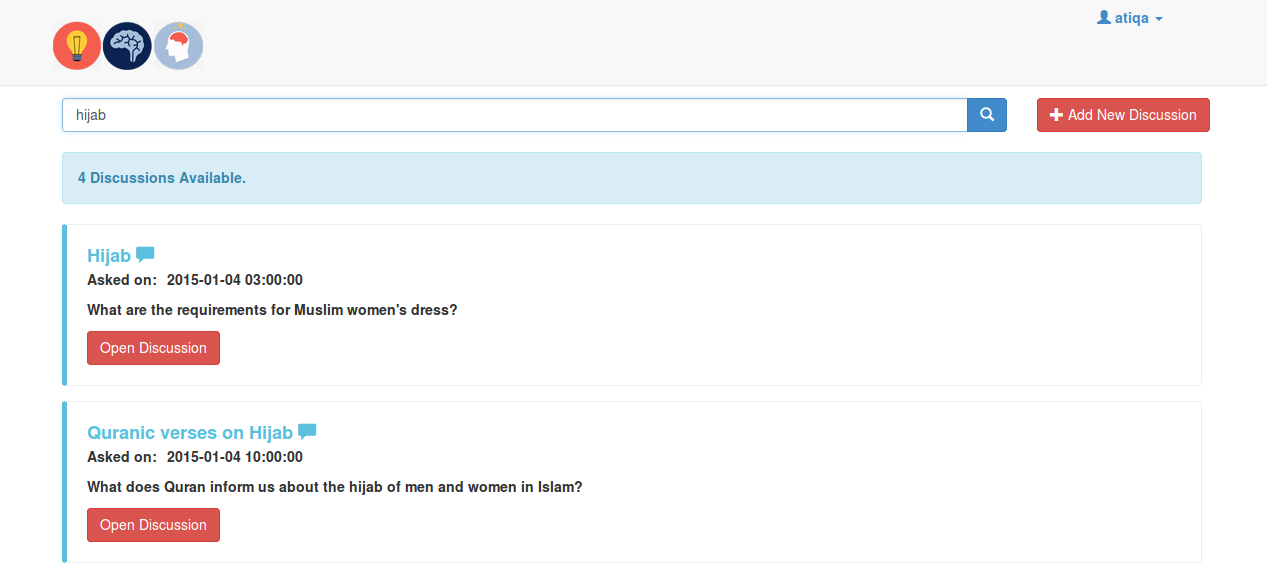 atiqa
hijab
Add New Discussion
4 Discussions Available.
Hijab
Asked on: 2015-01-04 03:00:00
What are the requirements for Muslim women's dress?
Open Discussion
Quranic verses on Hijab
Asked on: 2015-01-04 10:00:00
What does Quran inform us about the hijab of men and women in Islam?
Open Discussion